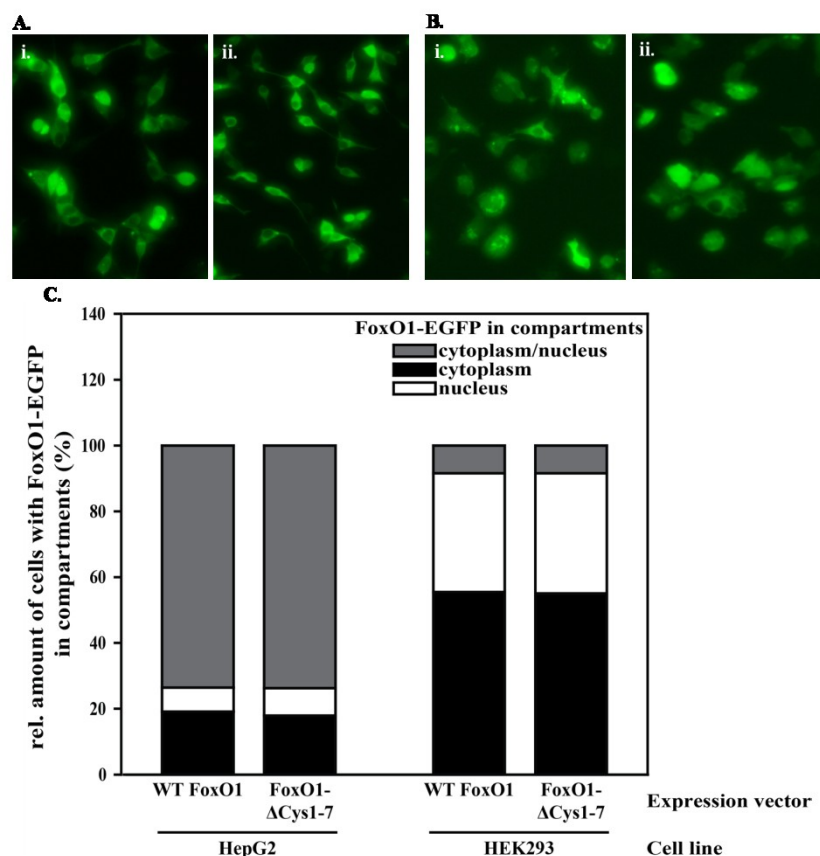 A.
B.
i.
ii.
i.
ii.
C.
140
120
100
80
60
40
20
0
rel. amount of cells with FoxO1-EGFP
in compartments (%)
FoxO1-EGFP in compartments
cytoplasm/nucleus
cytoplasm
nucleus
WT FoxO1
FoxO1-
ΔCys1-7
WT FoxO1
FoxO1-
ΔCys1-7
Expression vector
HepG2
HEK293
Cell line